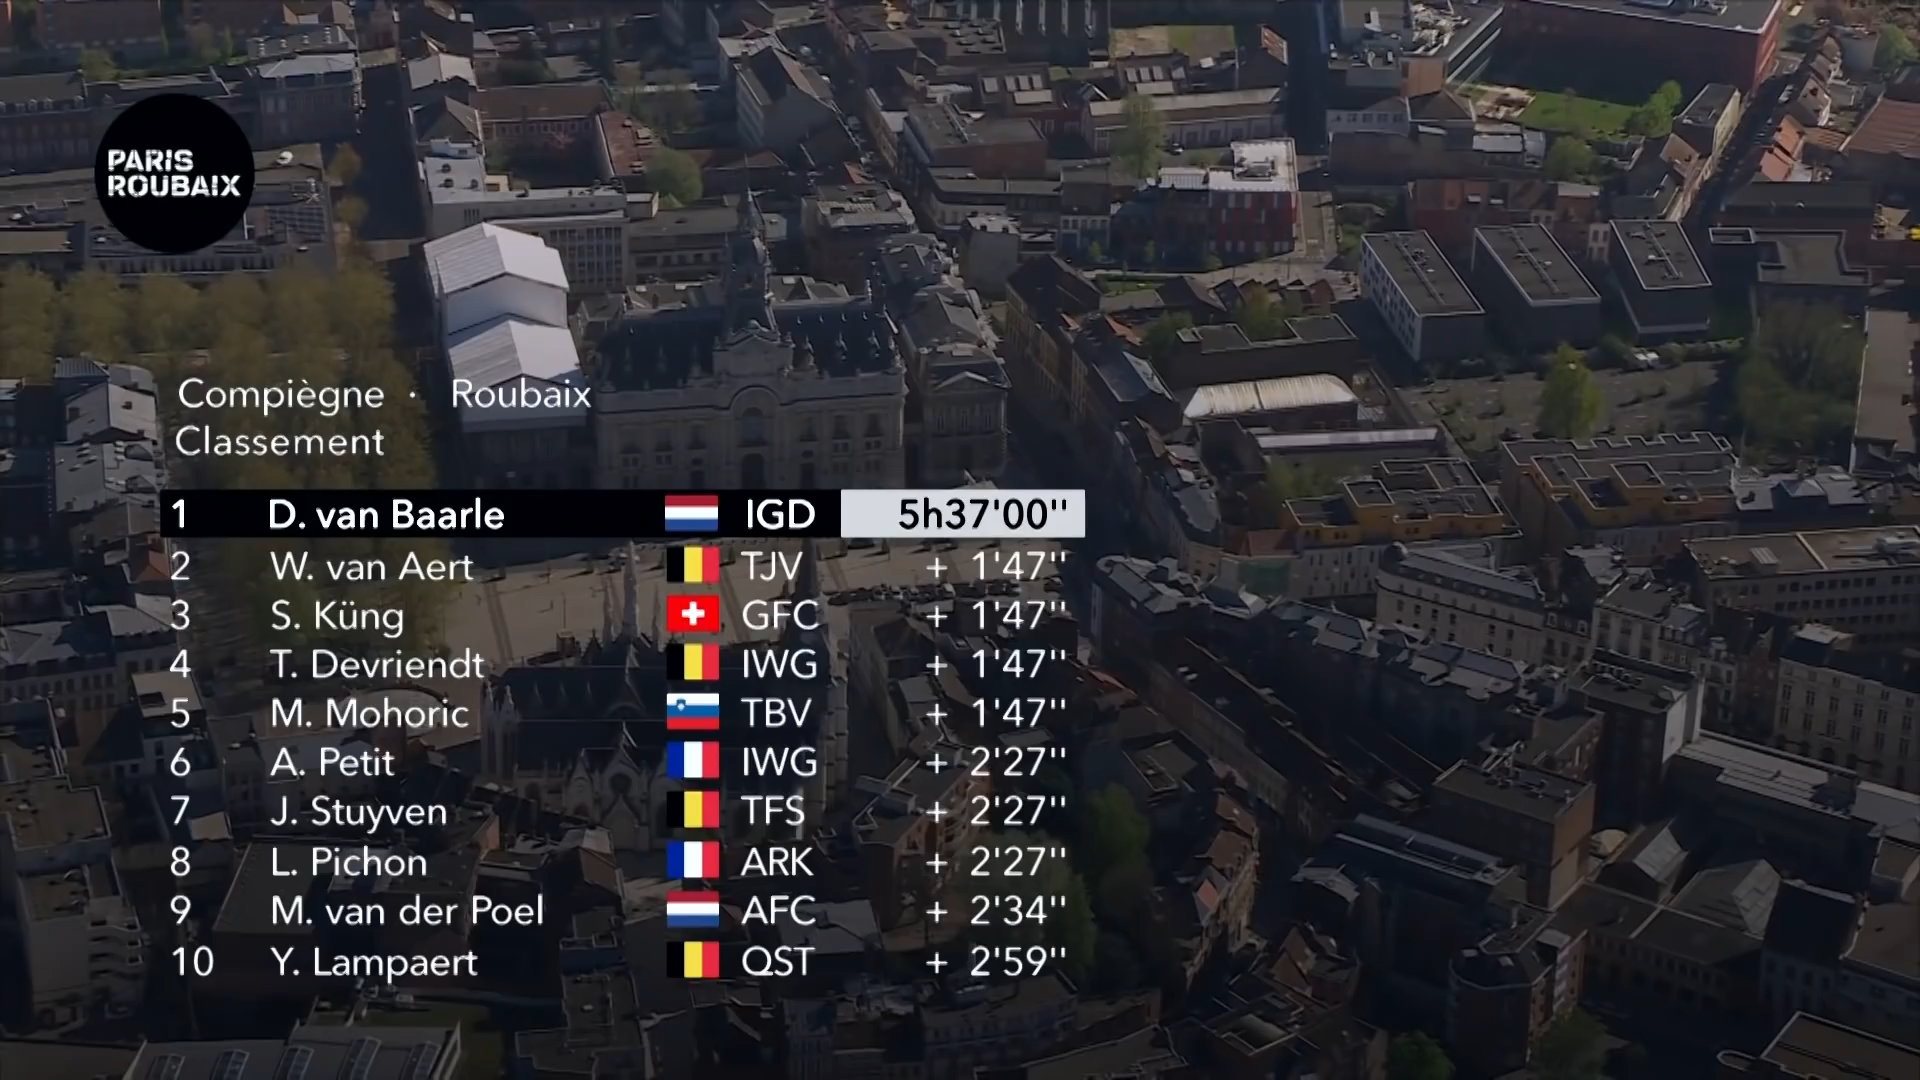 PARIS
ROUBAIX
Compiègne · Roubaix
Classement
1 D. van Baarle IGD 5h37'00''
2 W. van Aert TJV + 1'47''
3 S. Küng GFC + 1'47''
4 T. Devriendt IWG + 1'47''
5 M. Mohoric TBV + 1'47''
6 A. Petit IWG + 2'27''
7 J. Stuyven TFS + 2'27''
8 L. Pichon ARK + 2'27''
9 M. van der Poel AFC + 2'34''
10 Y. Lampaert QST + 2'59''